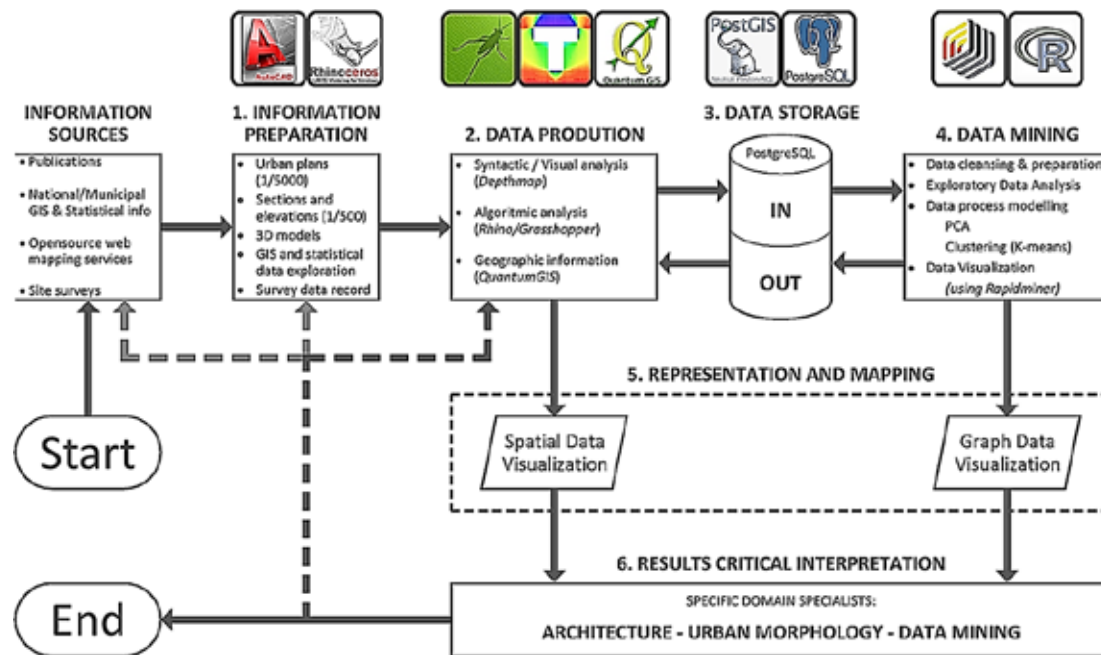 AutoCAD
Rhinoceros
Quantum GIS
PostGIS
PostgreSQL
R
INFORMATION
SOURCES
• Publications
• National/Municipal
GIS & Statistical info
• Opensource web
mapping services
• Site surveys
1. INFORMATION
PREPARATION
• Urban plans
(1/5000)
• Sections and
elevations (1/500)
• 3D models
• GIS and statistical
data exploration
• Survey data record
2. DATA PRODUTION
• Syntactic / Visual analysis
(Depthmap)
• Algoritmic analysis
(Rhino/Grasshopper)
• Geographic information
(QuantumGIS)
3. DATA STORAGE
PostgreSQL
IN
OUT
4. DATA MINING
• Data cleansing & preparation
• Exploratory Data Analysis
• Data process modelling
PCA
Clustering (K-means)
• Data Visualization
(using Rapidminer)
5. REPRESENTATION AND MAPPING
Start
Spatial Data
Visualization
Graph Data
Visualization
6. RESULTS CRITICAL INTERPRETATION
End
SPECIFIC DOMAIN SPECIALISTS:
ARCHITECTURE - URBAN MORPHOLOGY - DATA MINING